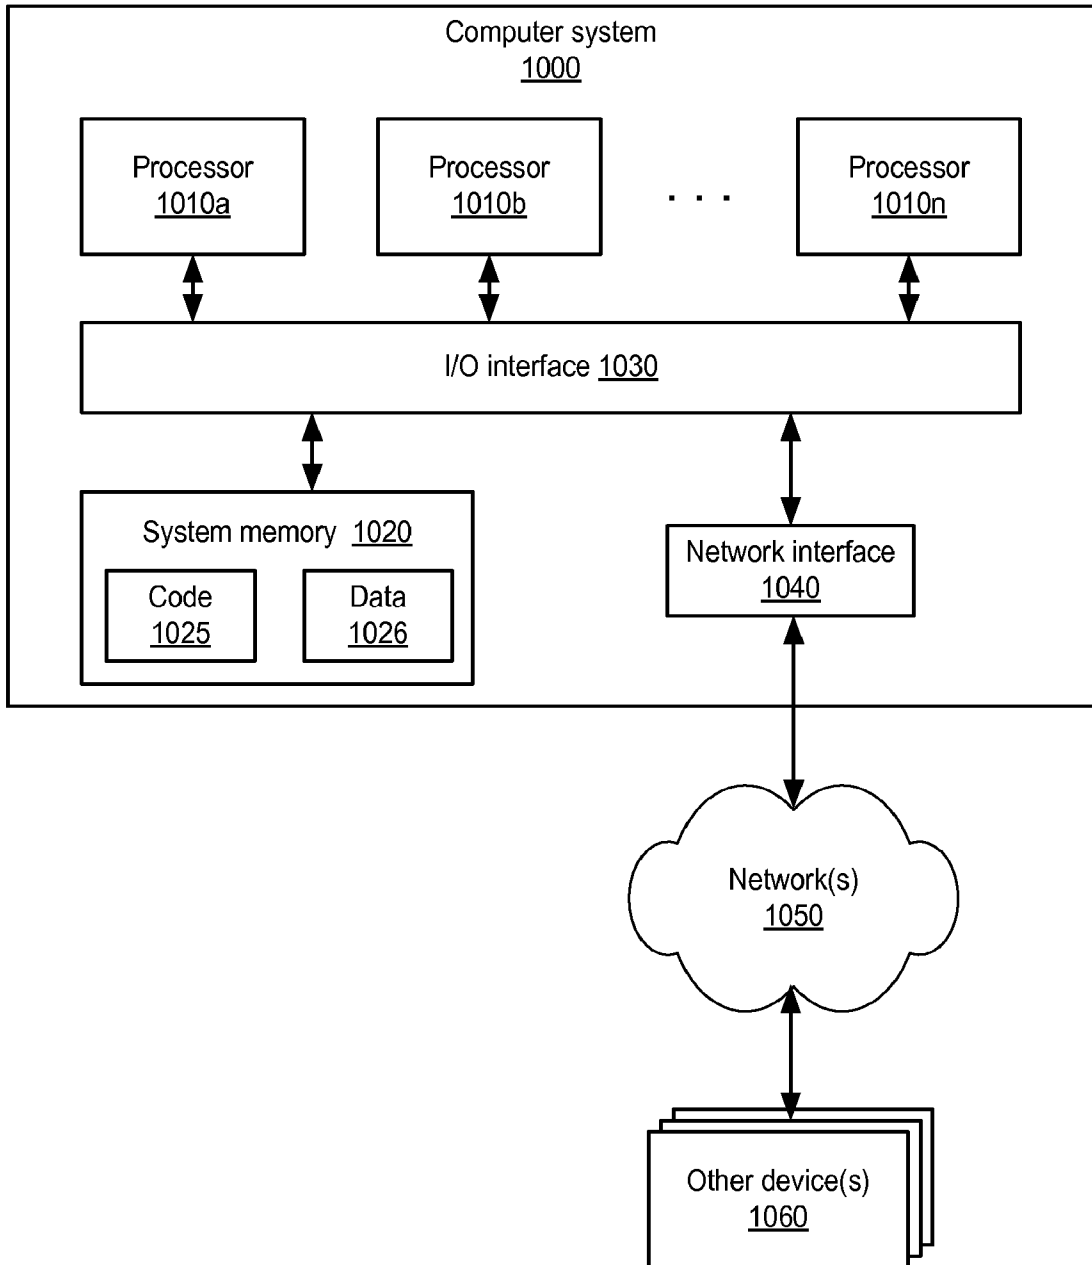 Computer system
1000
Processor
1010a
Processor
1010b
. . .
Processor
1010n
I/O interface 1030
System memory 1020
Code
1025
Data
1026
Network interface
1040
Network(s)
1050
Other device(s)
1060